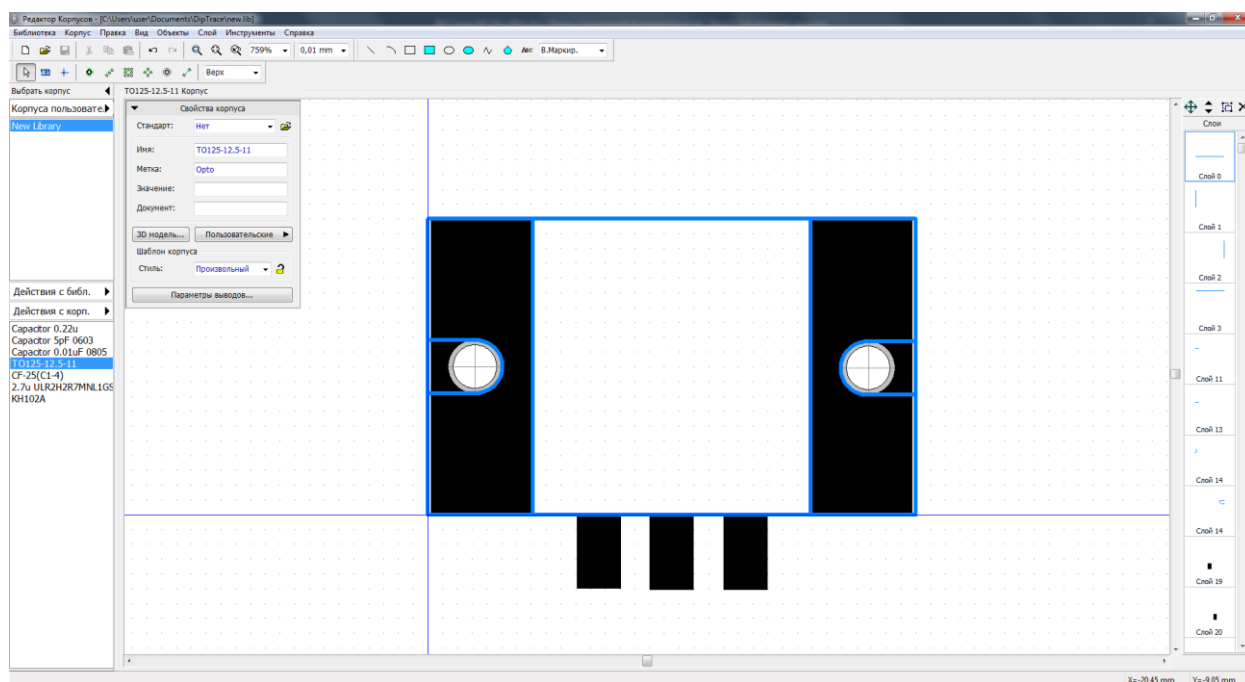 Редактор Корпусов - [C:\Users\user\Documents\DipTrace\new.lib]
Библиотека Корпус Правка Вид Объекты Слой Инструменты Справка
759% 0,01 mm Abc В.Маркир.
Верх
Выбрать корпус
TO125-12.5-11 Корпус
Корпуса пользовате.
New Library
Свойства корпуса
Стандарт: Нет
Имя: TO125-12.5-11
Метка: Opto
Значение:
Документ:
3D модель... Пользовательские
Шаблон корпуса
Стиль: Произвольный
Параметры выводов...
Действия с библ.
Действия с корп.
Capacitor 0.22u
Capacitor 5pF 0603
Capacitor 0.01uF 0805
TO125-12.5-11
CF-25(C1-4)
2.7u ULR2H2R7MNL1GS
KH102A
Слои
Слой 0
Слой 1
Слой 2
Слой 3
Слой 11
Слой 13
Слой 14
Слой 14
Слой 19
Слой 20
X=-20.45 mm Y=-9.05 mm